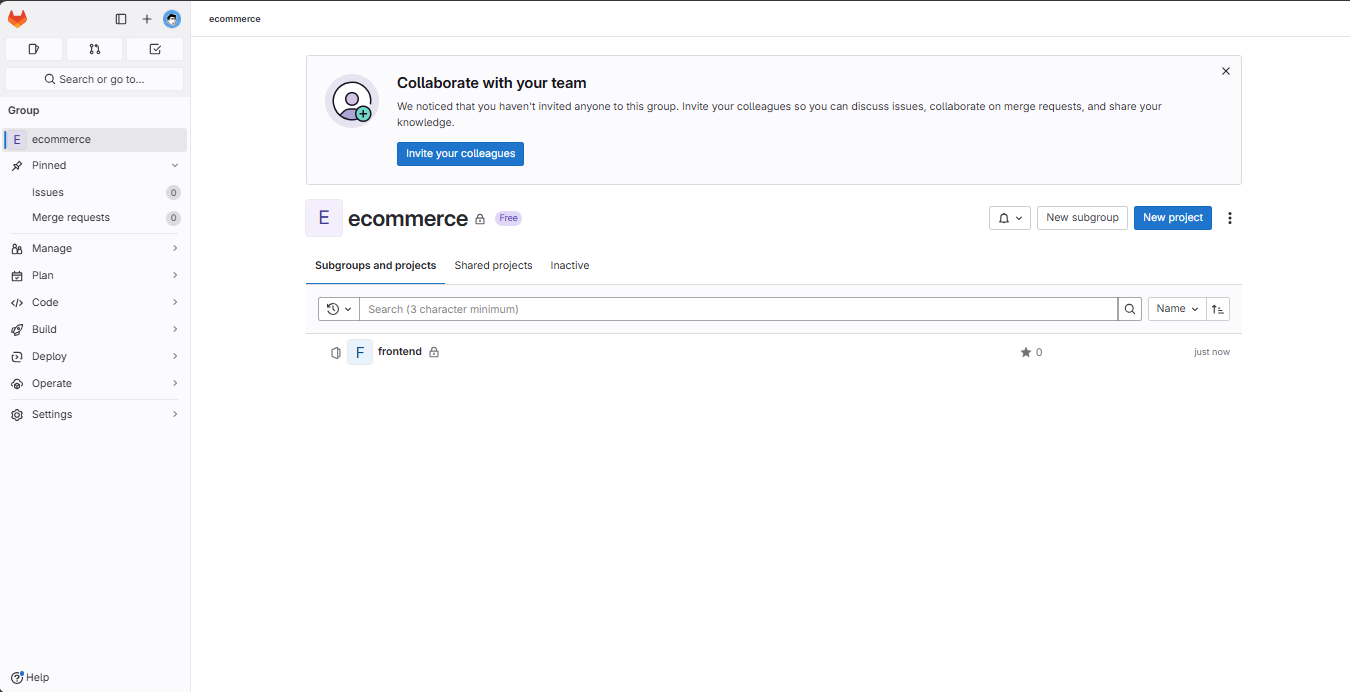 ecommerce
Search or go to...
Group
E ecommerce
Pinned
Issues 0
Merge requests 0
Manage
Plan
Code
Build
Deploy
Operate
Settings
Help
Collaborate with your team
We noticed that you haven't invited anyone to this group. Invite your colleagues so you can discuss issues, collaborate on merge requests, and share your
knowledge.
Invite your colleagues
E ecommerce Free
New subgroup New project
Subgroups and projects Shared projects Inactive
Search (3 character minimum) Name
F frontend 0 just now